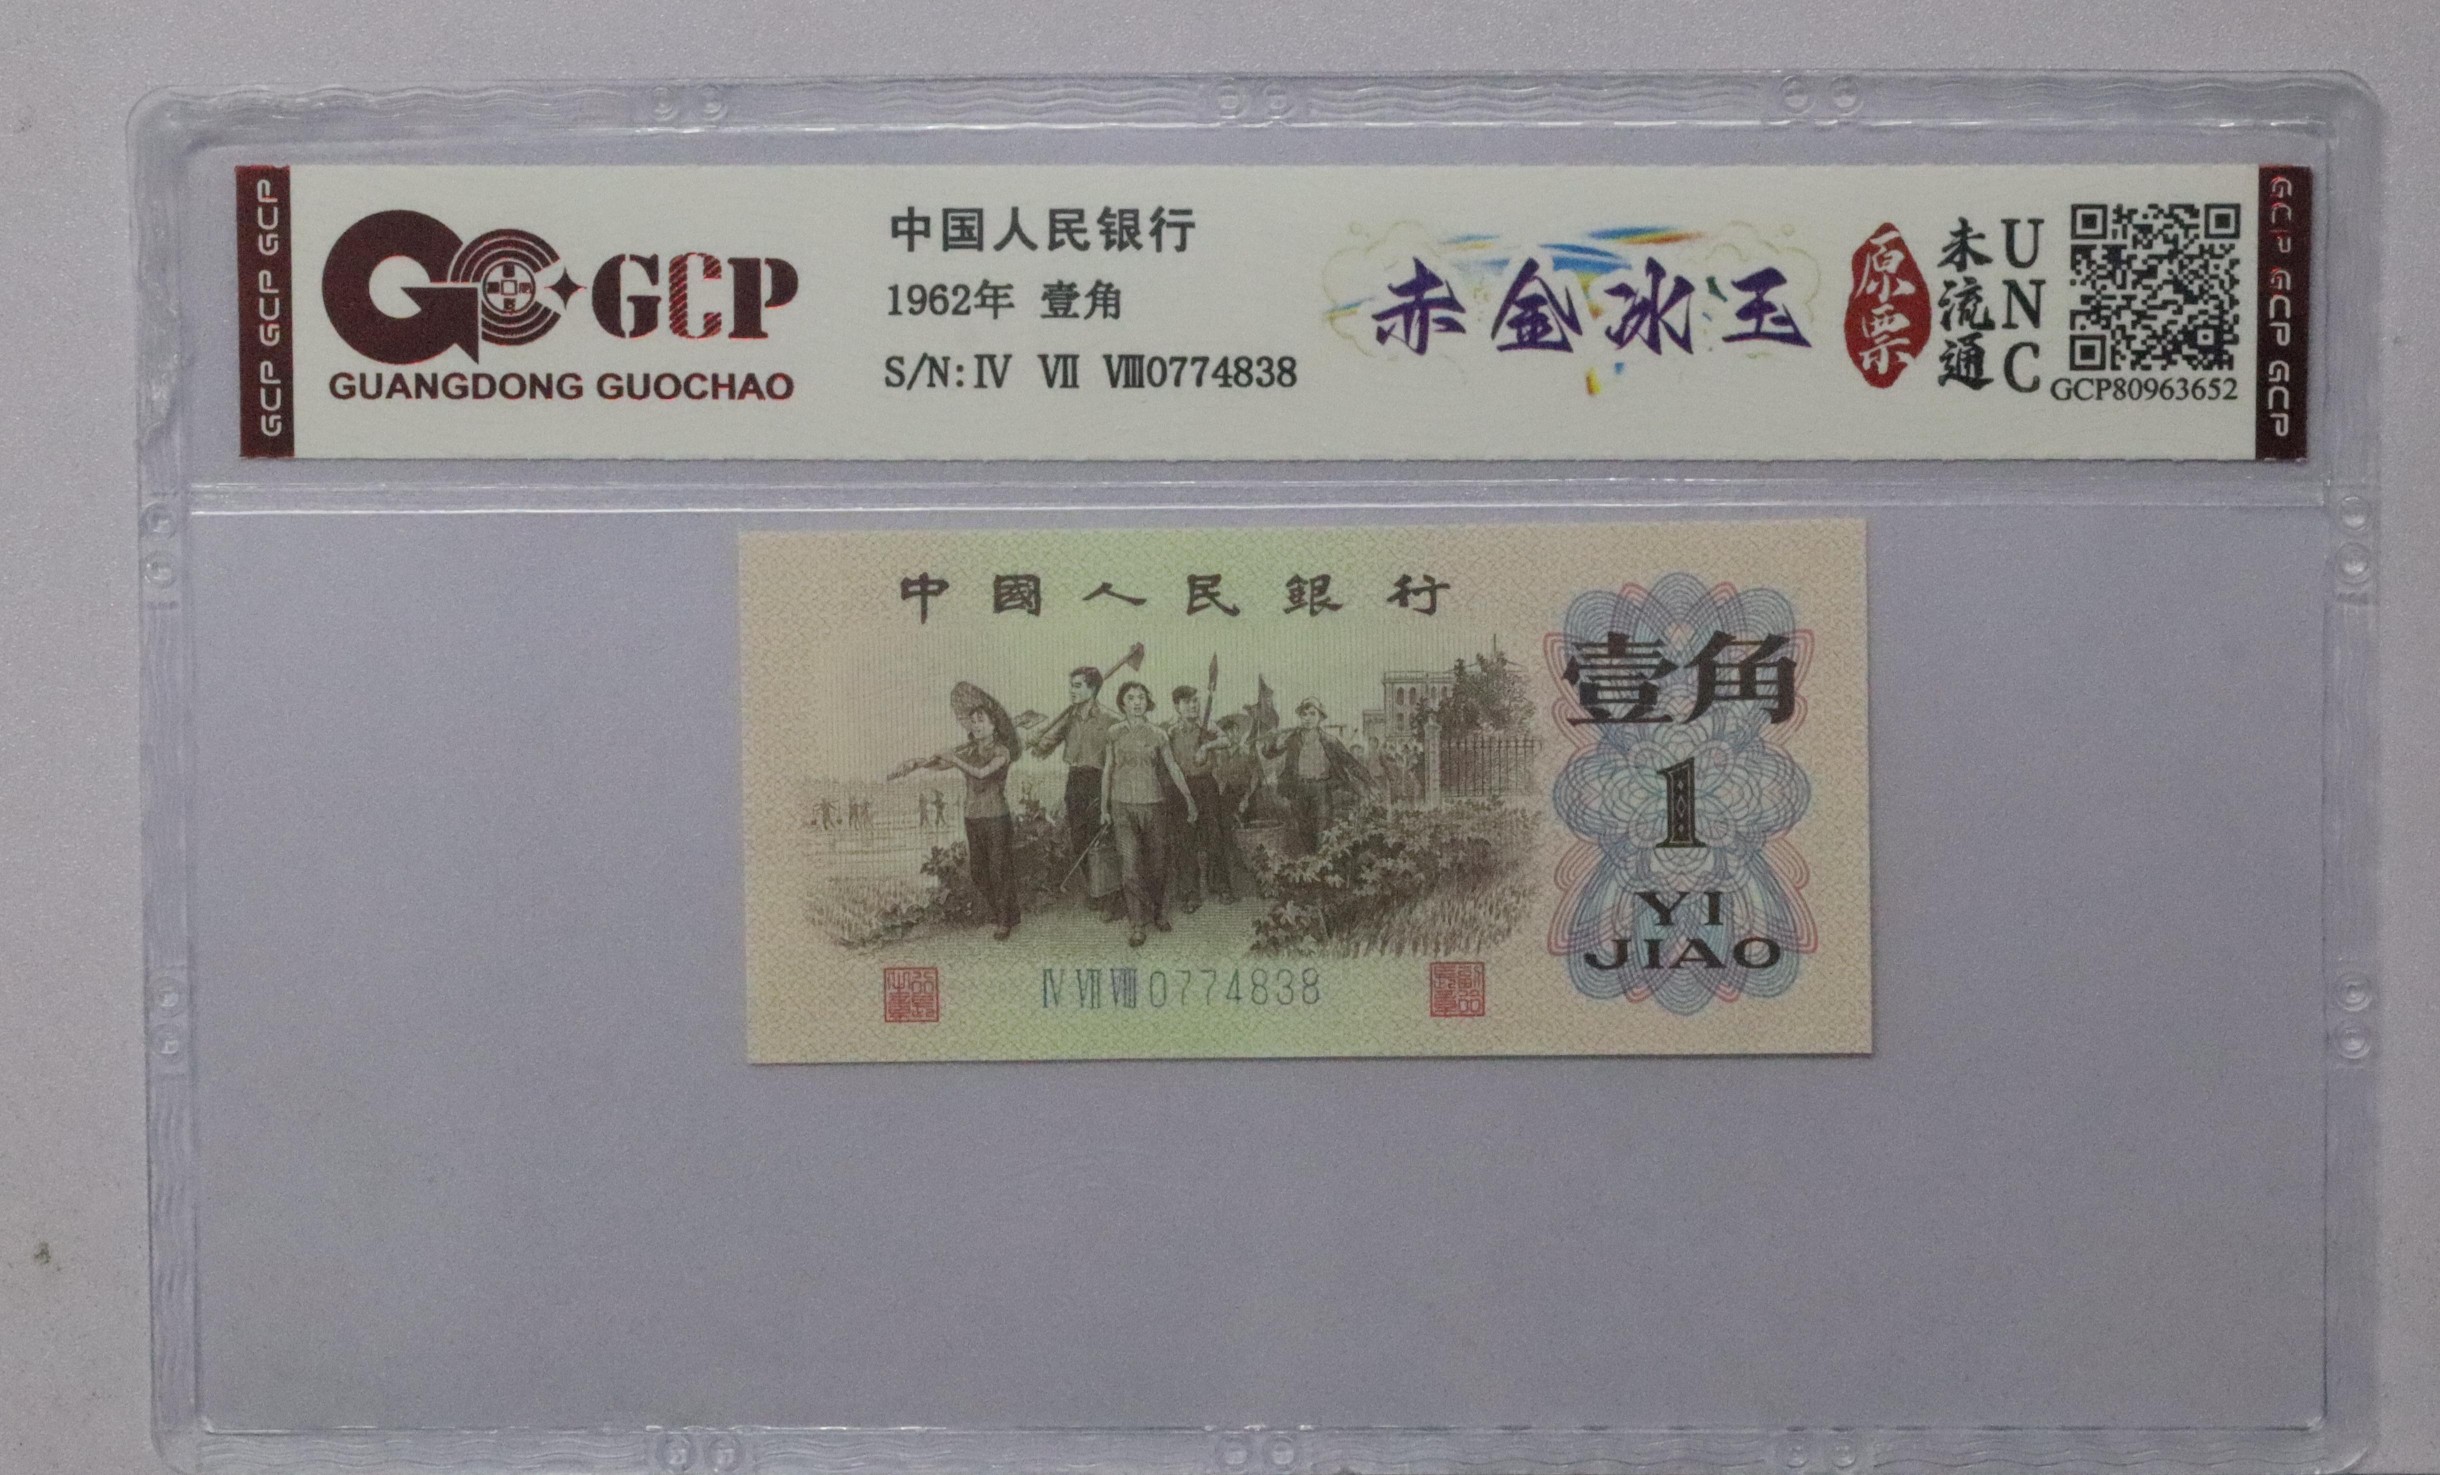 GCP GCP GCP
GCP
GUANGDONG GUOCHAO
中国人民银行
1962年 壹角
S/N: Ⅳ Ⅶ Ⅷ0774838
赤金冰玉
原票
未流通
UNC
GCP80963652
GCP GCP GCP
中國人民銀行
壹角
1
YI
JIAO
Ⅳ Ⅶ Ⅷ 0774838